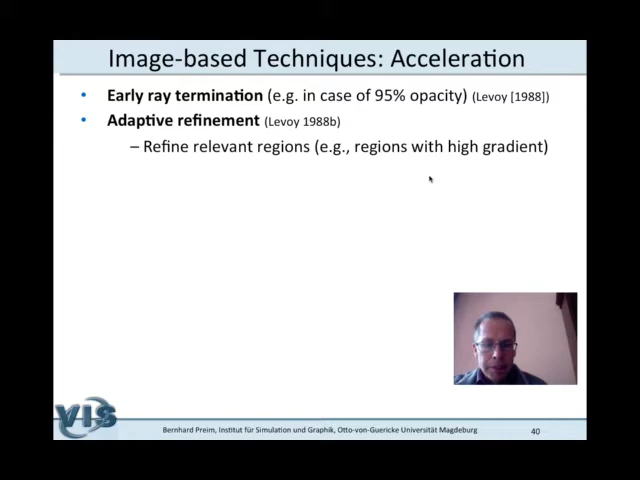 Image-based Techniques: Acceleration
• Early ray termination (e.g. in case of 95% opacity) (Levoy [1988])
• Adaptive refinement (Levoy 1988b)
– Refine relevant regions (e.g., regions with high gradient)
VIS
Bernhard Preim, Institut für Simulation und Graphik, Otto-von-Guericke Universität Magdeburg
40